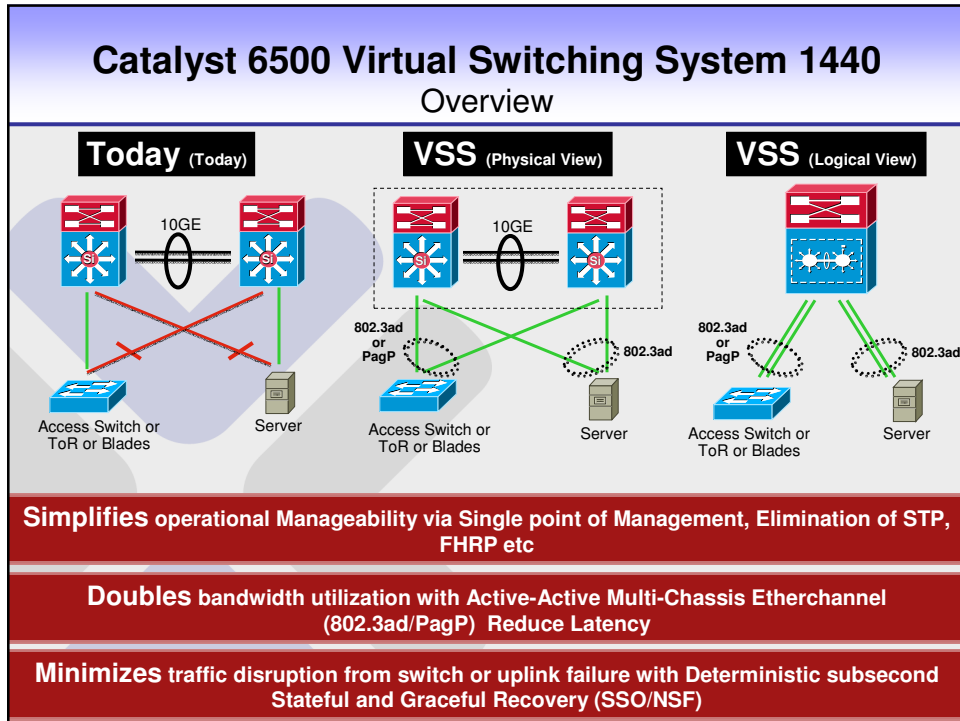 Catalyst 6500 Virtual Switching System 1440
Overview
Today (Today)
VSS (Physical View)
VSS (Logical View)
10GE
Si
Si
10GE
Si
Si
802.3ad
or
PagP
802.3ad
802.3ad
or
PagP
802.3ad
Access Switch or
ToR or Blades
Server
Access Switch or
ToR or Blades
Server
Access Switch or
ToR or Blades
Server
Simplifies operational Manageability via Single point of Management, Elimination of STP,
FHRP etc
Doubles bandwidth utilization with Active-Active Multi-Chassis Etherchannel
(802.3ad/PagP) Reduce Latency
Minimizes traffic disruption from switch or uplink failure with Deterministic subsecond
Stateful and Graceful Recovery (SSO/NSF)